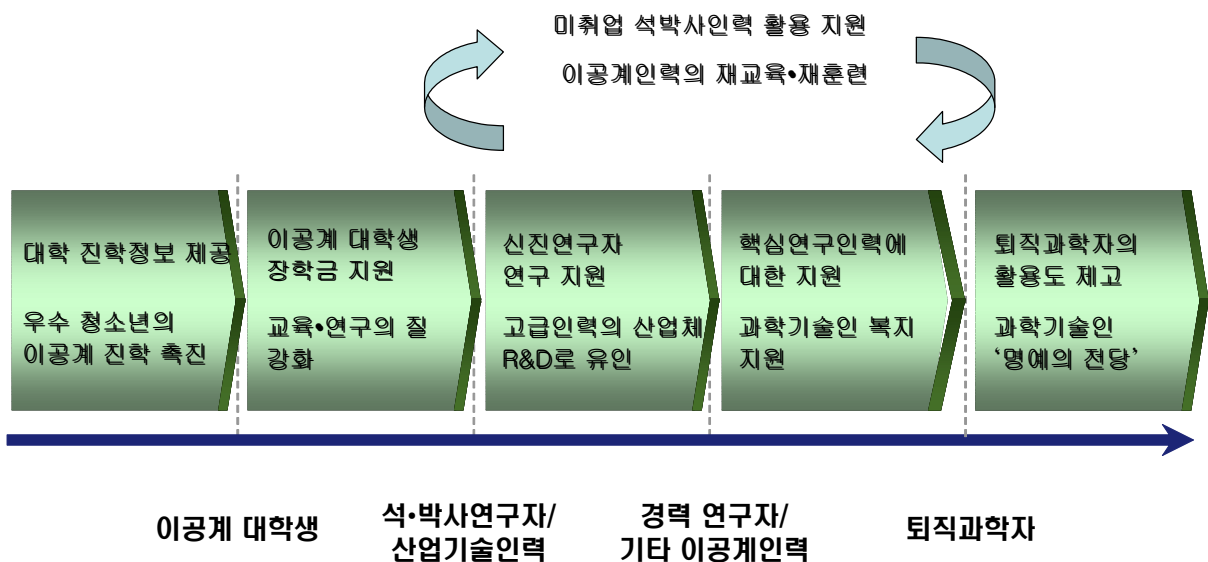 미취업 석박사인력 활용 지원
이공계인력의 재교육•재훈련
대학 진학정보 제공
우수 청소년의
이공계 진학 촉진
이공계 대학생
장학금 지원
교육•연구의 질
강화
신진연구자
연구 지원
고급인력의 산업체
R&D로 유인
핵심연구인력에
대한 지원
과학기술인 복지
지원
퇴직과학자의
활용도 제고
과학기술인
‘명예의 전당’
이공계 대학생
석•박사연구자/
산업기술인력
경력 연구자/
기타 이공계인력
퇴직과학자